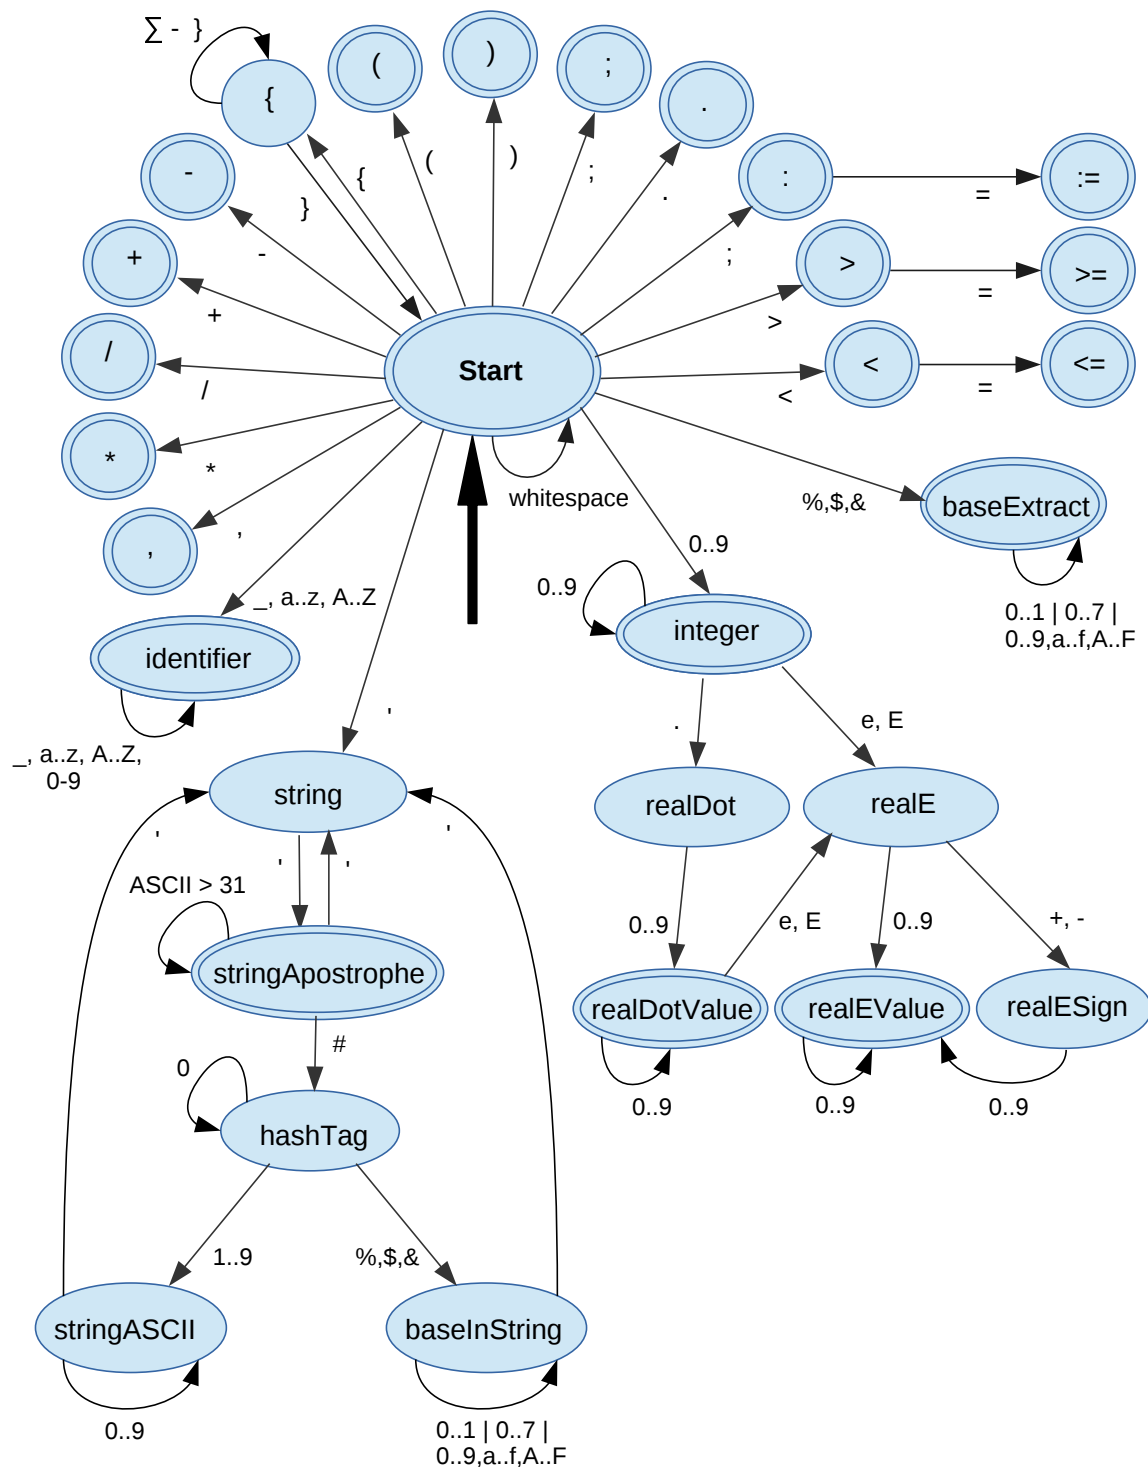 ∑ - }
{
(
)
;
.
-
:
=
:=
{
(
)
;
.
}
+
-
;
>
=
>=
+
>
/
/
Start
<
=
<=
<
*
*
whitespace
%,$,&
baseExtract
,
,
0..9
0..9
0..1 | 0..7 |
0..9,a..f,A..F
_, a..z, A..Z
identifier
integer
_, a..z, A..Z,
0-9
'
.
e, E
string
realDot
realE
'
'
'
'
ASCII > 31
0..9
e, E
0..9
+, -
stringApostrophe
realDotValue
realEValue
realESign
#
0
0..9
0..9
0..9
hashTag
1..9
%,$,&
stringASCII
baseInString
0..9
0..1 | 0..7 |
0..9,a..f,A..F